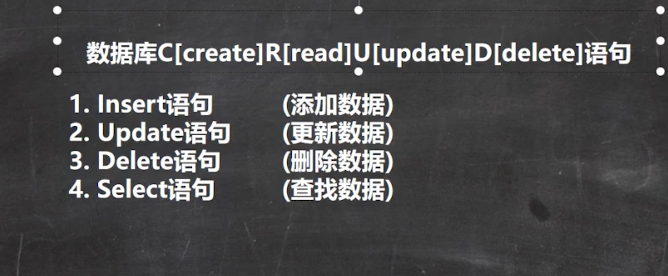 数据库C[create]R[read]U[update]D[delete]语句
1. Insert语句 (添加数据)
2. Update语句 (更新数据)
3. Delete语句 (删除数据)
4. Select语句 (查找数据)